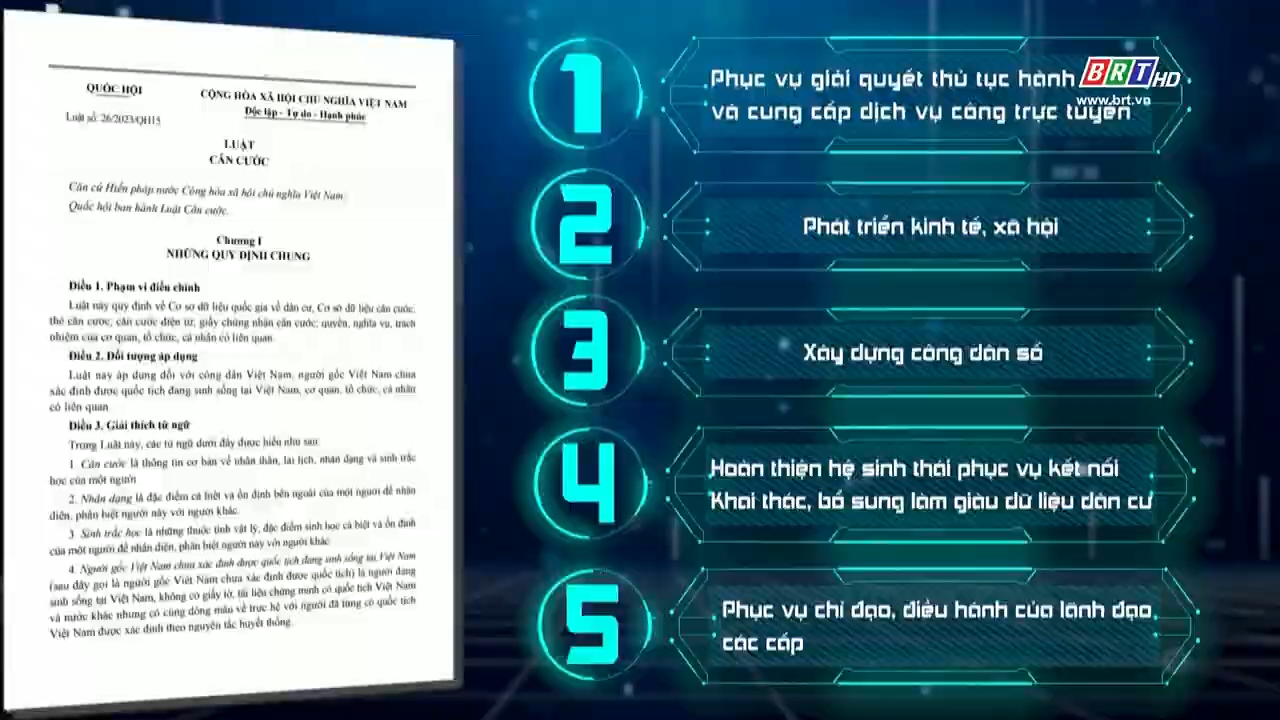 QUỐC HỘI
Luật số: 26/2023/QH15
CỘNG HÒA XÃ HỘI CHỦ NGHĨA VIỆT NAM
Độc lập - Tự do - Hạnh phúc
LUẬT
CĂN CƯỚC
Căn cứ Hiến pháp nước Cộng hòa xã hội chủ nghĩa Việt Nam
Quốc hội ban hành Luật Căn cước.
Chương I
NHỮNG QUY ĐỊNH CHUNG
Điều 1. Phạm vi điều chỉnh
Luật này quy định về Cơ sở dữ liệu quốc gia về dân cư, Cơ sở dữ liệu căn cước;
thẻ căn cước, căn cước điện tử; giấy chứng nhận căn cước; quyền, nghĩa vụ, trách
nhiệm của cơ quan, tổ chức, cá nhân có liên quan.
Điều 2. Đối tượng áp dụng
Luật này áp dụng đối với công dân Việt Nam, người gốc Việt Nam chưa
xác định được quốc tịch đang sinh sống tại Việt Nam, cơ quan, tổ chức, cá nhân
có liên quan
Điều 3. Giải thích từ ngữ
Trong Luật này, các từ ngữ dưới đây được hiểu như sau
1. Căn cước là thông tin cơ bản về nhân thân, lai lịch, nhân dạng và sinh trắc
học của một người
2. Nhân dạng là đặc điểm cá biệt và ổn định bên ngoài của một người để nhận
diện, phân biệt người này với người khác.
3. Sinh trắc học là những thuộc tính vật lý, đặc điểm sinh học cá biệt và ổn định
của một người để nhận diện, phân biệt người này với người khác
4. Người gốc Việt Nam chưa xác định được quốc tịch đang sinh sống tại Việt Nam
(sau đây gọi là người gốc Việt Nam chưa xác định được quốc tịch) là người đang
sinh sống tại Việt Nam, không có giấy tờ, tài liệu chứng minh có quốc tịch Việt Nam
và nước khác nhưng có cùng dòng máu về trực hệ với người đã từng có quốc tịch
Việt Nam được xác định theo nguyên tắc huyết thống.
BRT HD
www.brt.vn
1
Phục vụ giải quyết thủ tục hành
và cung cấp dịch vụ công trực tuyến
2
Phát triển kinh tế, xã hội
3
Xây dựng công dân số
4
Hoàn thiện hệ sinh thái phục vụ kết nối
Khai thác, bổ sung làm giàu dữ liệu dân cư
5
Phục vụ chỉ đạo, điều hành của lãnh đạo
các cấp